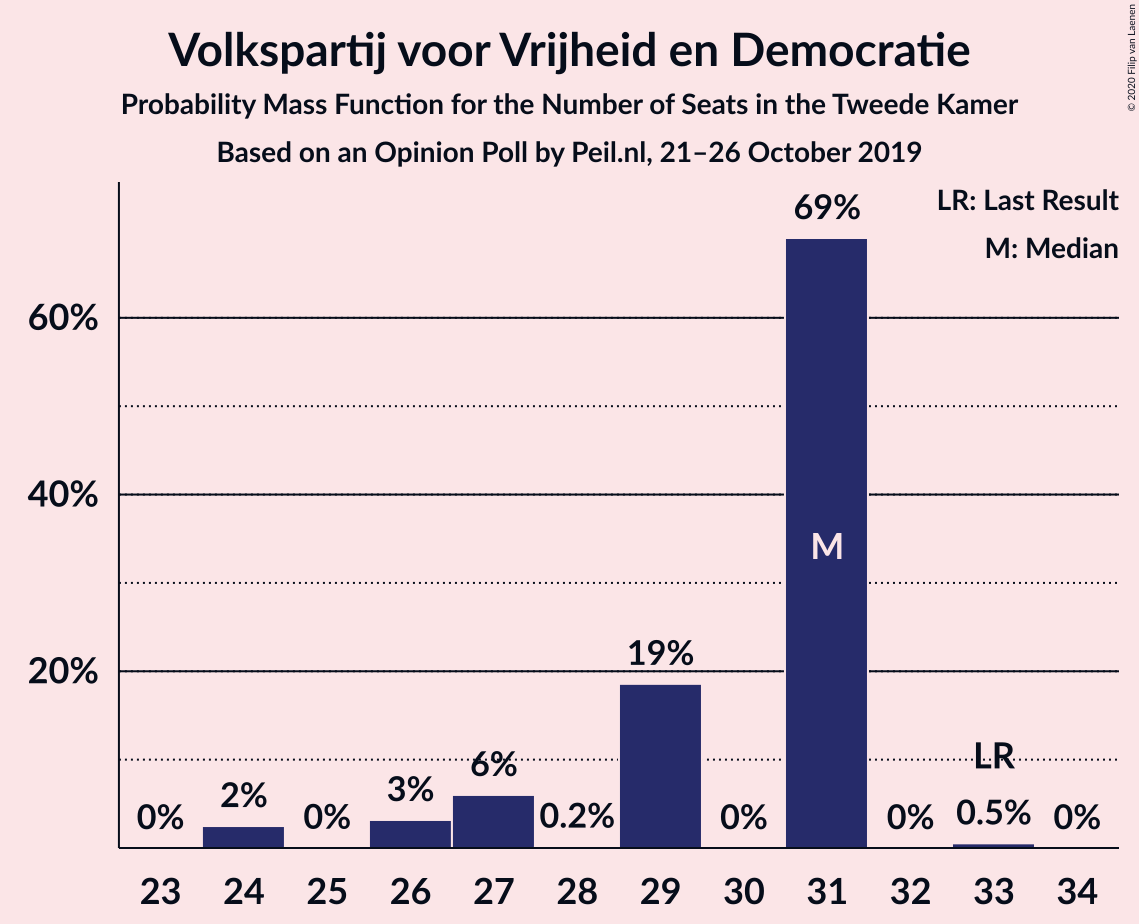 Volkspartij voor Vrijheid en Democratie
Probability Mass Function for the Number of Seats in the Tweede Kamer
Based on an Opinion Poll by Peil.nl, 21–26 October 2019
© 2020 Filip van Laenen
LR: Last Result
M: Median
60%
40%
20%
0%
2%
0%
3%
6%
0.2%
19%
0%
69%
M
0%
LR
0.5%
0%
23 24 25 26 27 28 29 30 31 32 33 34